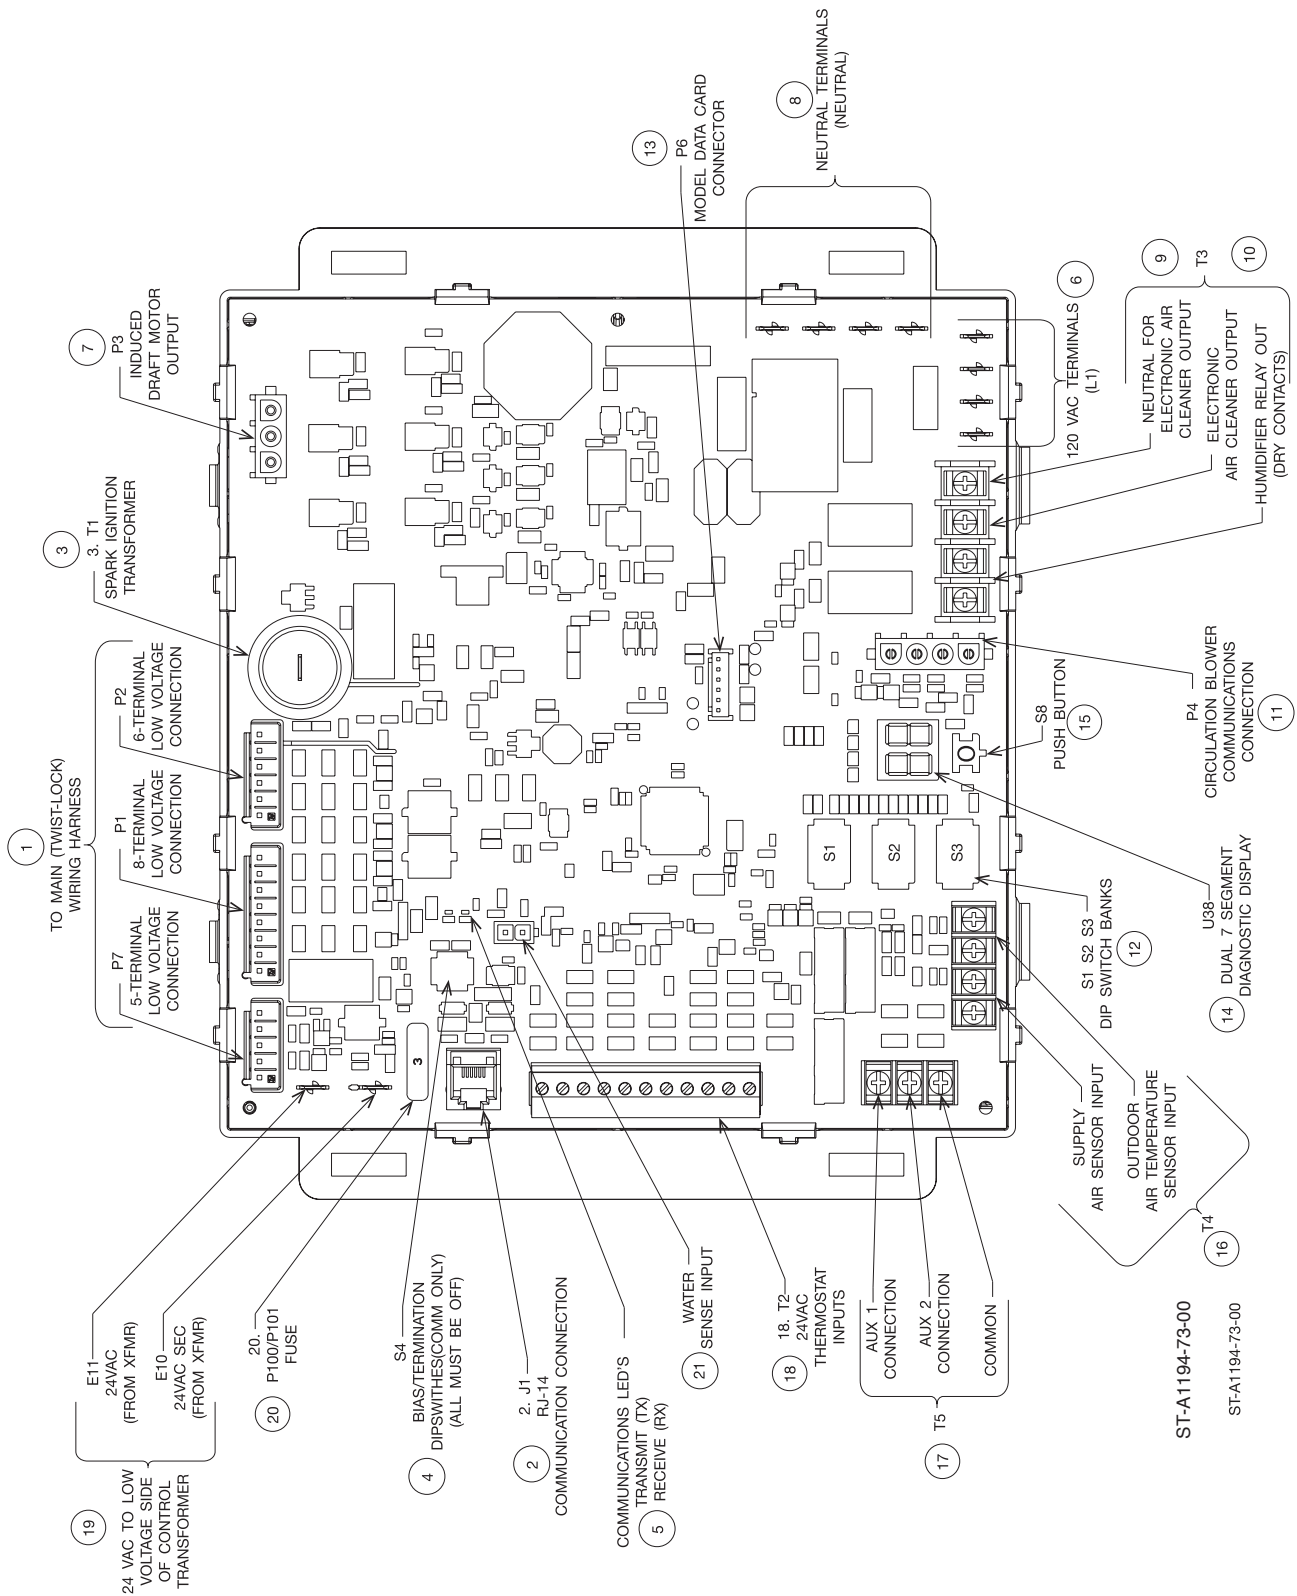 1
TO MAIN (TWIST-LOCK)
WIRING HARNESS
P7
5-TERMINAL
LOW VOLTAGE
CONNECTION
P1
8-TERMINAL
LOW VOLTAGE
CONNECTION
P2
6-TERMINAL
LOW VOLTAGE
CONNECTION
3
3. T1
SPARK IGNITION
TRANSFORMER
7
P3
INDUCED
DRAFT MOTOR
OUTPUT
19
24 VAC TO LOW
VOLTAGE SIDE
OF CONTROL
TRANSFORMER
E11
24VAC
(FROM XFMR)
E10
24VAC SEC
(FROM XFMR)
20.
P100/P101
FUSE
20
3
S4
BIAS/TERMINATION
DIPSWITHES(COMM ONLY)
(ALL MUST BE OFF)
4
2. J1
RJ-14
COMMUNICATION CONNECTION
2
COMMUNICATIONS LED'S
TRANSMIT (TX)
RECEIVE (RX)
5
WATER
SENSE INPUT
21
18. T2
24VAC
THERMOSTAT
INPUTS
18
AUX 1
CONNECTION
AUX 2
CONNECTION
COMMON
T5
17
13
P6
MODEL DATA CARD
CONNECTOR
8
NEUTRAL TERMINALS
(NEUTRAL)
120 VAC TERMINALS
(L1)
6
NEUTRAL FOR
ELECTRONIC AIR
CLEANER OUTPUT
9
T3
ELECTRONIC
AIR CLEANER OUTPUT
10
HUMIDIFIER RELAY OUT
(DRY CONTACTS)
P4
CIRCULATION BLOWER
COMMUNICATIONS
CONNECTION
11
S8
PUSH BUTTON
15
S1
S2
S3
S1 S2 S3
DIP SWITCH BANKS
12
U38
DUAL 7 SEGMENT
DIAGNOSTIC DISPLAY
14
SUPPLY
AIR SENSOR INPUT
OUTDOOR
AIR TEMPERATURE
SENSOR INPUT
T4
16
ST-A1194-73-00
ST-A1194-73-00